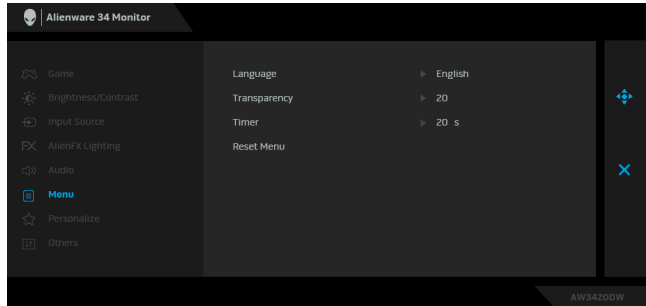 Alienware 34 Monitor
Game
Brightness/Contrast
Input Source
AlienFX Lighting
Audio
Menu
Personalize
Others
Language English
Transparency 20
Timer 20 s
Reset Menu
AW3420DW